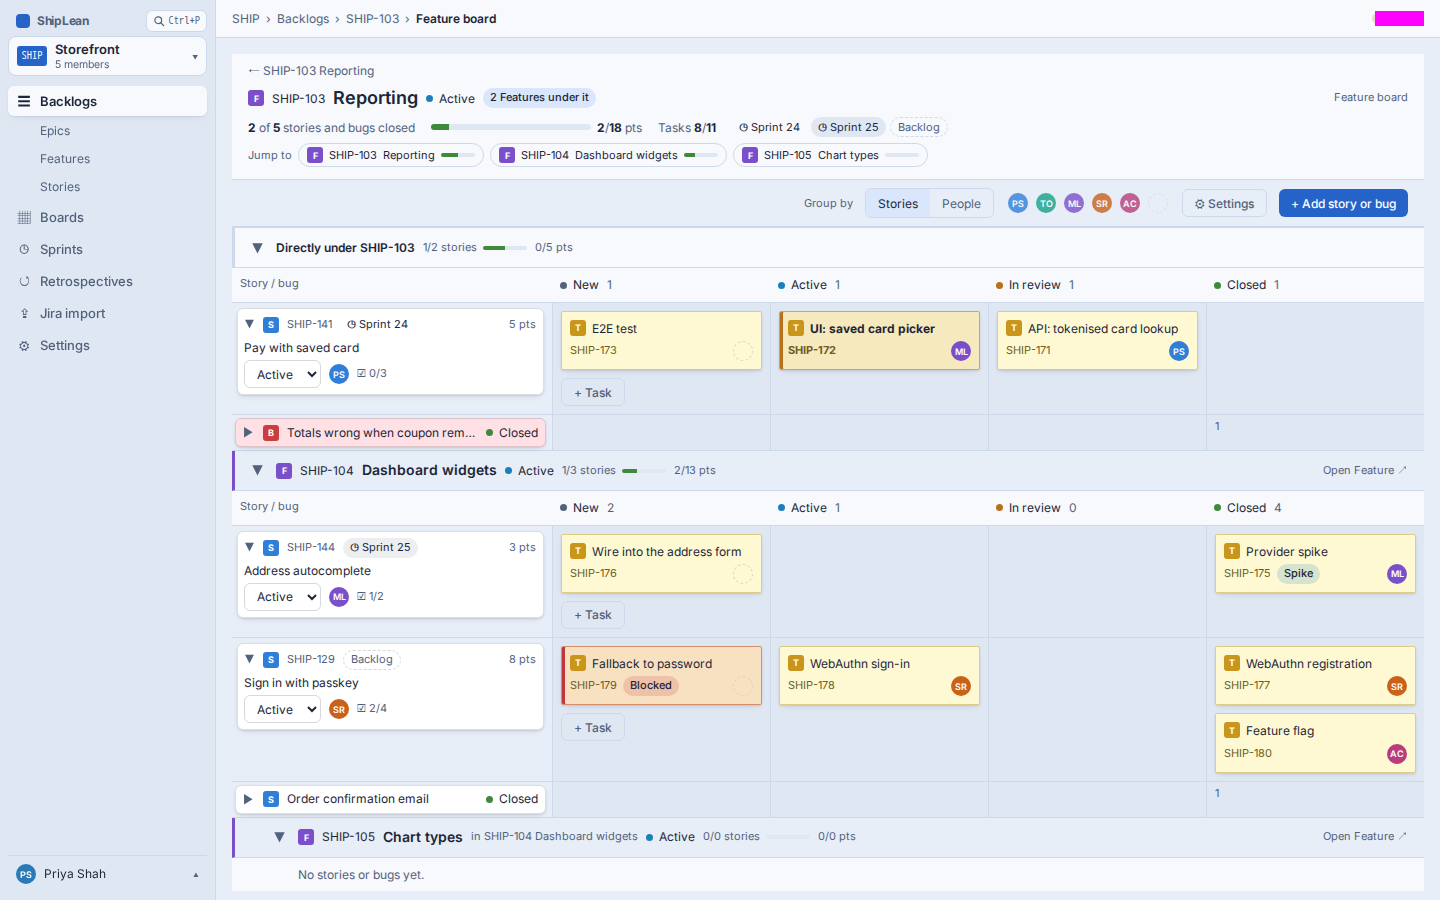 ShipLean
Ctrl+P
SHIP
Storefront
5 members
Backlogs
Epics
Features
Stories
Boards
Sprints
Retrospectives
Jira import
Settings
PS Priya Shah
SHIP › Backlogs › SHIP-103 › Feature board
← SHIP-103 Reporting
F SHIP-103 Reporting Active 2 Features under it
Feature board
2 of 5 stories and bugs closed 2/18 pts Tasks 8/11 Sprint 24 Sprint 25 Backlog
Jump to F SHIP-103 Reporting F SHIP-104 Dashboard widgets F SHIP-105 Chart types
Group by Stories People PS TO ML SR AC Settings + Add story or bug
Directly under SHIP-103 1/2 stories 0/5 pts
Story / bug New 1 Active 1 In review 1 Closed 1
S SHIP-141 Sprint 24 5 pts
Pay with saved card
Active PS 0/3
T E2E test
SHIP-173
+ Task
T UI: saved card picker
SHIP-172 ML
T API: tokenised card lookup
SHIP-171 PS
B Totals wrong when coupon rem... Closed
1
F SHIP-104 Dashboard widgets Active 1/3 stories 2/13 pts Open Feature ↗
Story / bug New 2 Active 1 In review 0 Closed 4
S SHIP-144 Sprint 25 3 pts
Address autocomplete
Active ML 1/2
T Wire into the address form
SHIP-176
+ Task
T Provider spike
SHIP-175 Spike ML
S SHIP-129 Backlog 8 pts
Sign in with passkey
Active SR 2/4
T Fallback to password
SHIP-179 Blocked
+ Task
T WebAuthn sign-in
SHIP-178 SR
T WebAuthn registration
SHIP-177 SR
T Feature flag
SHIP-180 AC
S Order confirmation email Closed
1
F SHIP-105 Chart types in SHIP-104 Dashboard widgets Active 0/0 stories 0/0 pts Open Feature ↗
No stories or bugs yet.